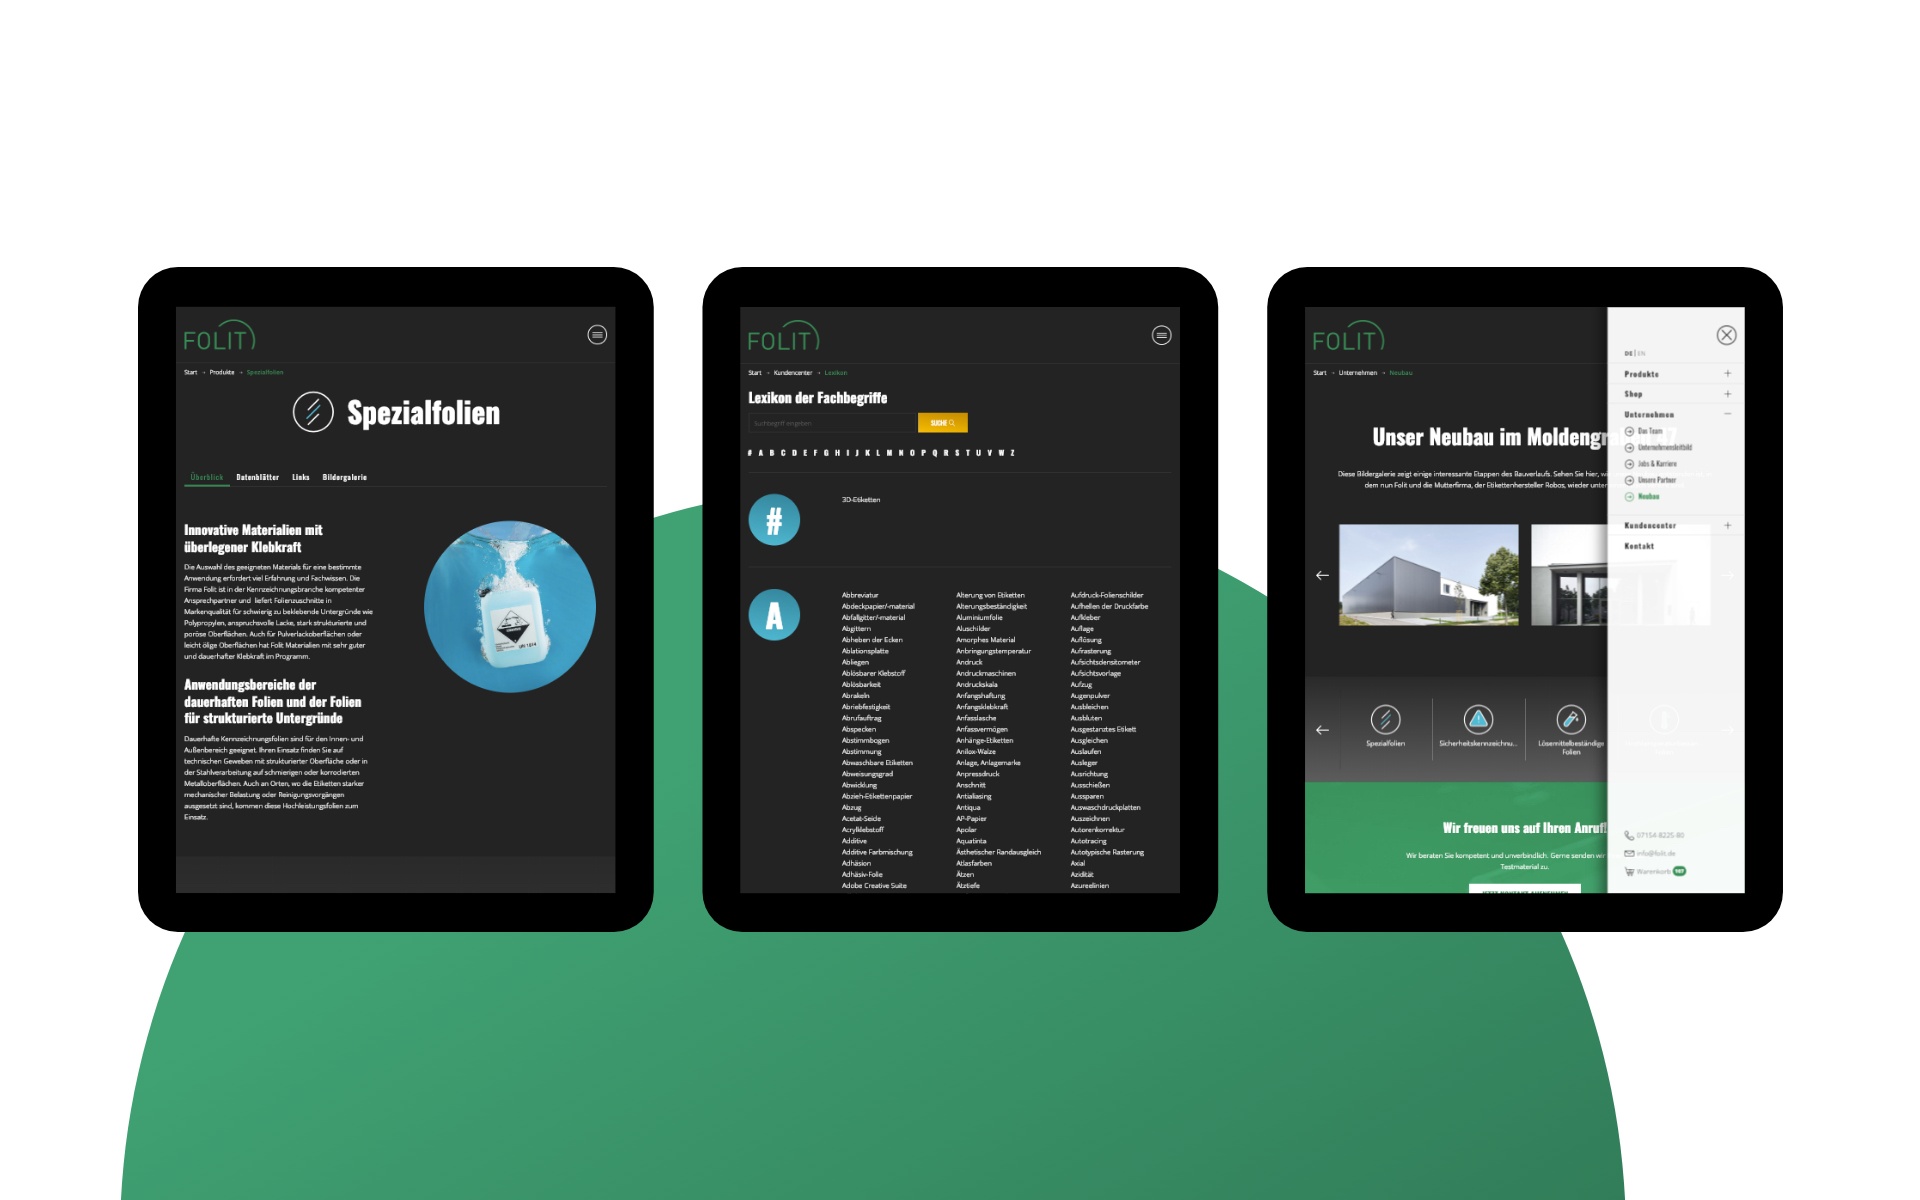 FOLIT
Start → Produkte → Spezialfolien
Spezialfolien
Überblick Datenblätter Links Bildergalerie
Innovative Materialien mit
überlegener Klebkraft
Die Auswahl des geeigneten Materials für eine bestimmte
Anwendung erfordert viel Erfahrung und Fachwissen. Die
Firma Folit ist in der Kennzeichnungsbranche kompetenter
Ansprechpartner und liefert Folienzuschnitte in
Markenqualität für schwierig zu beklebende Untergründe wie
Polypropylen, anspruchsvolle Lacke, stark strukturierte und
poröse Oberflächen. Auch für Pulverlackoberflächen oder
leicht ölige Oberflächen hat Folit Materialien mit sehr guter
und dauerhafter Klebkraft im Programm.
Anwendungsbereiche der
dauerhaften Folien und der Folien
für strukturierte Untergründe
Dauerhafte Kennzeichnungsfolien sind für den Innen- und
Außenbereich geeignet. Ihren Einsatz finden Sie auf
technischen Geweben mit strukturierter Oberfläche oder in
der Stahlverarbeitung auf schmierigen oder korrodierten
Metalloberflächen. Auch an Orten, wo die Etiketten starker
mechanischer Belastung oder Reinigungsvorgängen
ausgesetzt sind, kommen diese Hochleistungsfolien zum
Einsatz.
FOLIT
Start → Kundencenter → Lexikon
Lexikon der Fachbegriffe
Suchbegriff eingeben SUCHE
# A B C D E F G H I J K L M N O P Q R S T U V W Z
#
3D-Etiketten
A
Abbreviatur
Abdeckpapier/-material
Abfallgitter/-material
Abgittern
Abheben der Ecken
Ablationsplatte
Abliegen
Ablösbarer Klebstoff
Ablösbarkeit
Abrakeln
Abriebfestigkeit
Abrufauftrag
Abspecken
Abstimmbogen
Abstimmung
Abwaschbare Etiketten
Abweisungsgrad
Abwicklung
Abzieh-Etikettenpapier
Abzug
Acetat-Seide
Acrylklebstoff
Additive
Additive Farbmischung
Adhäsion
Adhäsiv-Folie
Adobe Creative Suite
Alterung von Etiketten
Alterungsbeständigkeit
Aluminiumfolie
Aluschilder
Amorphes Material
Anbringungstemperatur
Andruck
Andruckmaschinen
Andruckskala
Anfangshaftung
Anfangsklebkraft
Anfasslasche
Anfassvermögen
Anhänge-Etiketten
Anilox-Walze
Anlage, Anlagemarke
Anpressdruck
Anschnitt
Antialiasing
Antiqua
AP-Papier
Apolar
Aquatinta
Ästhetischer Randausgleich
Atlasfarben
Ätzen
Ätztiefe
Aufdruck-Folienschilder
Aufhellen der Druckfarbe
Aufkleber
Auflage
Auflösung
Aufrasterung
Aufsichtsdensitometer
Aufsichtsvorlage
Aufzug
Augenpulver
Ausbleichen
Ausbluten
Ausgestanztes Etikett
Ausgleichen
Auslaufen
Ausleger
Ausrichtung
Ausschießen
Aussparen
Auswaschdruckplatten
Auszeichnen
Autorenkorrektur
Autotracing
Autotypische Rasterung
Axial
Azidität
Azureelinien
FOLIT
Start → Unternehmen → Neubau
Unser Neubau im Moldengra
Diese Bildergalerie zeigt einige interessante Etappen des Bauverlaufs. Sehen Sie hier,
dem nun Folit und die Mutterfirma, der Etikettenhersteller Robos, wieder
Spezialfolien
Sicherheitskennzeichnu...
Lösemittelbeständige
Folien
Wir freuen uns auf Ihren Anruf!
Wir beraten Sie kompetent und unverbindlich. Gerne senden wir
Testmaterial zu.
DE | EN
Produkte +
Shop +
Unternehmen −
Das Team
Unternehmensleitbild
Jobs & Karriere
Unsere Partner
Neubau
Kundencenter +
Kontakt
07154-8225-80
info@folit.de
Warenkorb